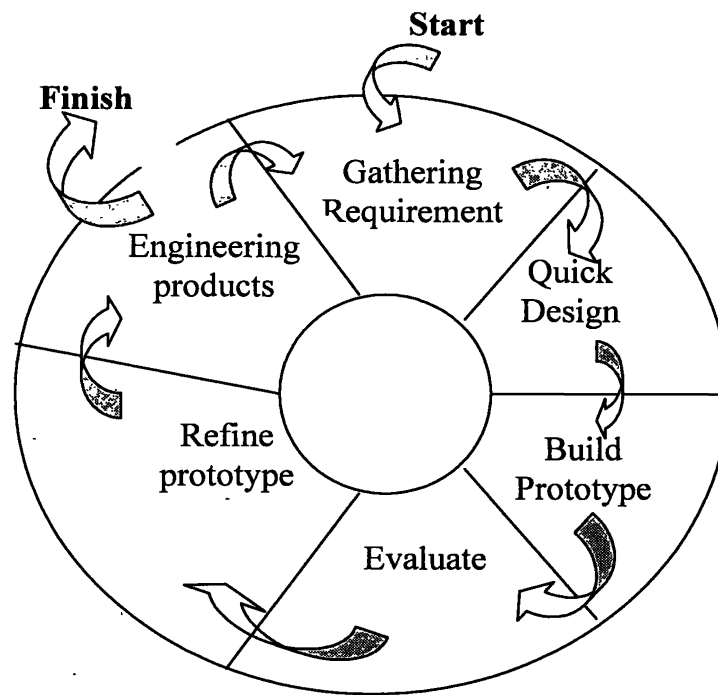 Start
Finish
Gathering
Requirement
Quick
Design
Build
Prototype
Evaluate
Refine
prototype
Engineering
products